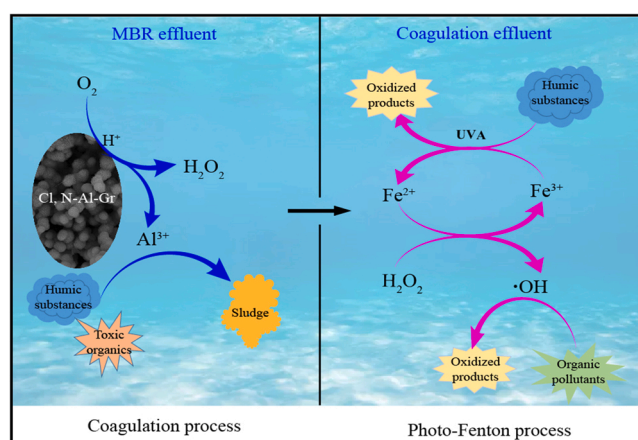 MBR effluent
O₂
H⁺
Cl, N-Al-Gr
H₂O₂
Al³⁺
Humic
substances
Toxic
organics
Sludge
Coagulation process
Coagulation effluent
Oxidized
products
Humic
substances
UVA
Fe²⁺
Fe³⁺
H₂O₂
·OH
Oxidized
products
Organic
pollutants
Photo-Fenton process